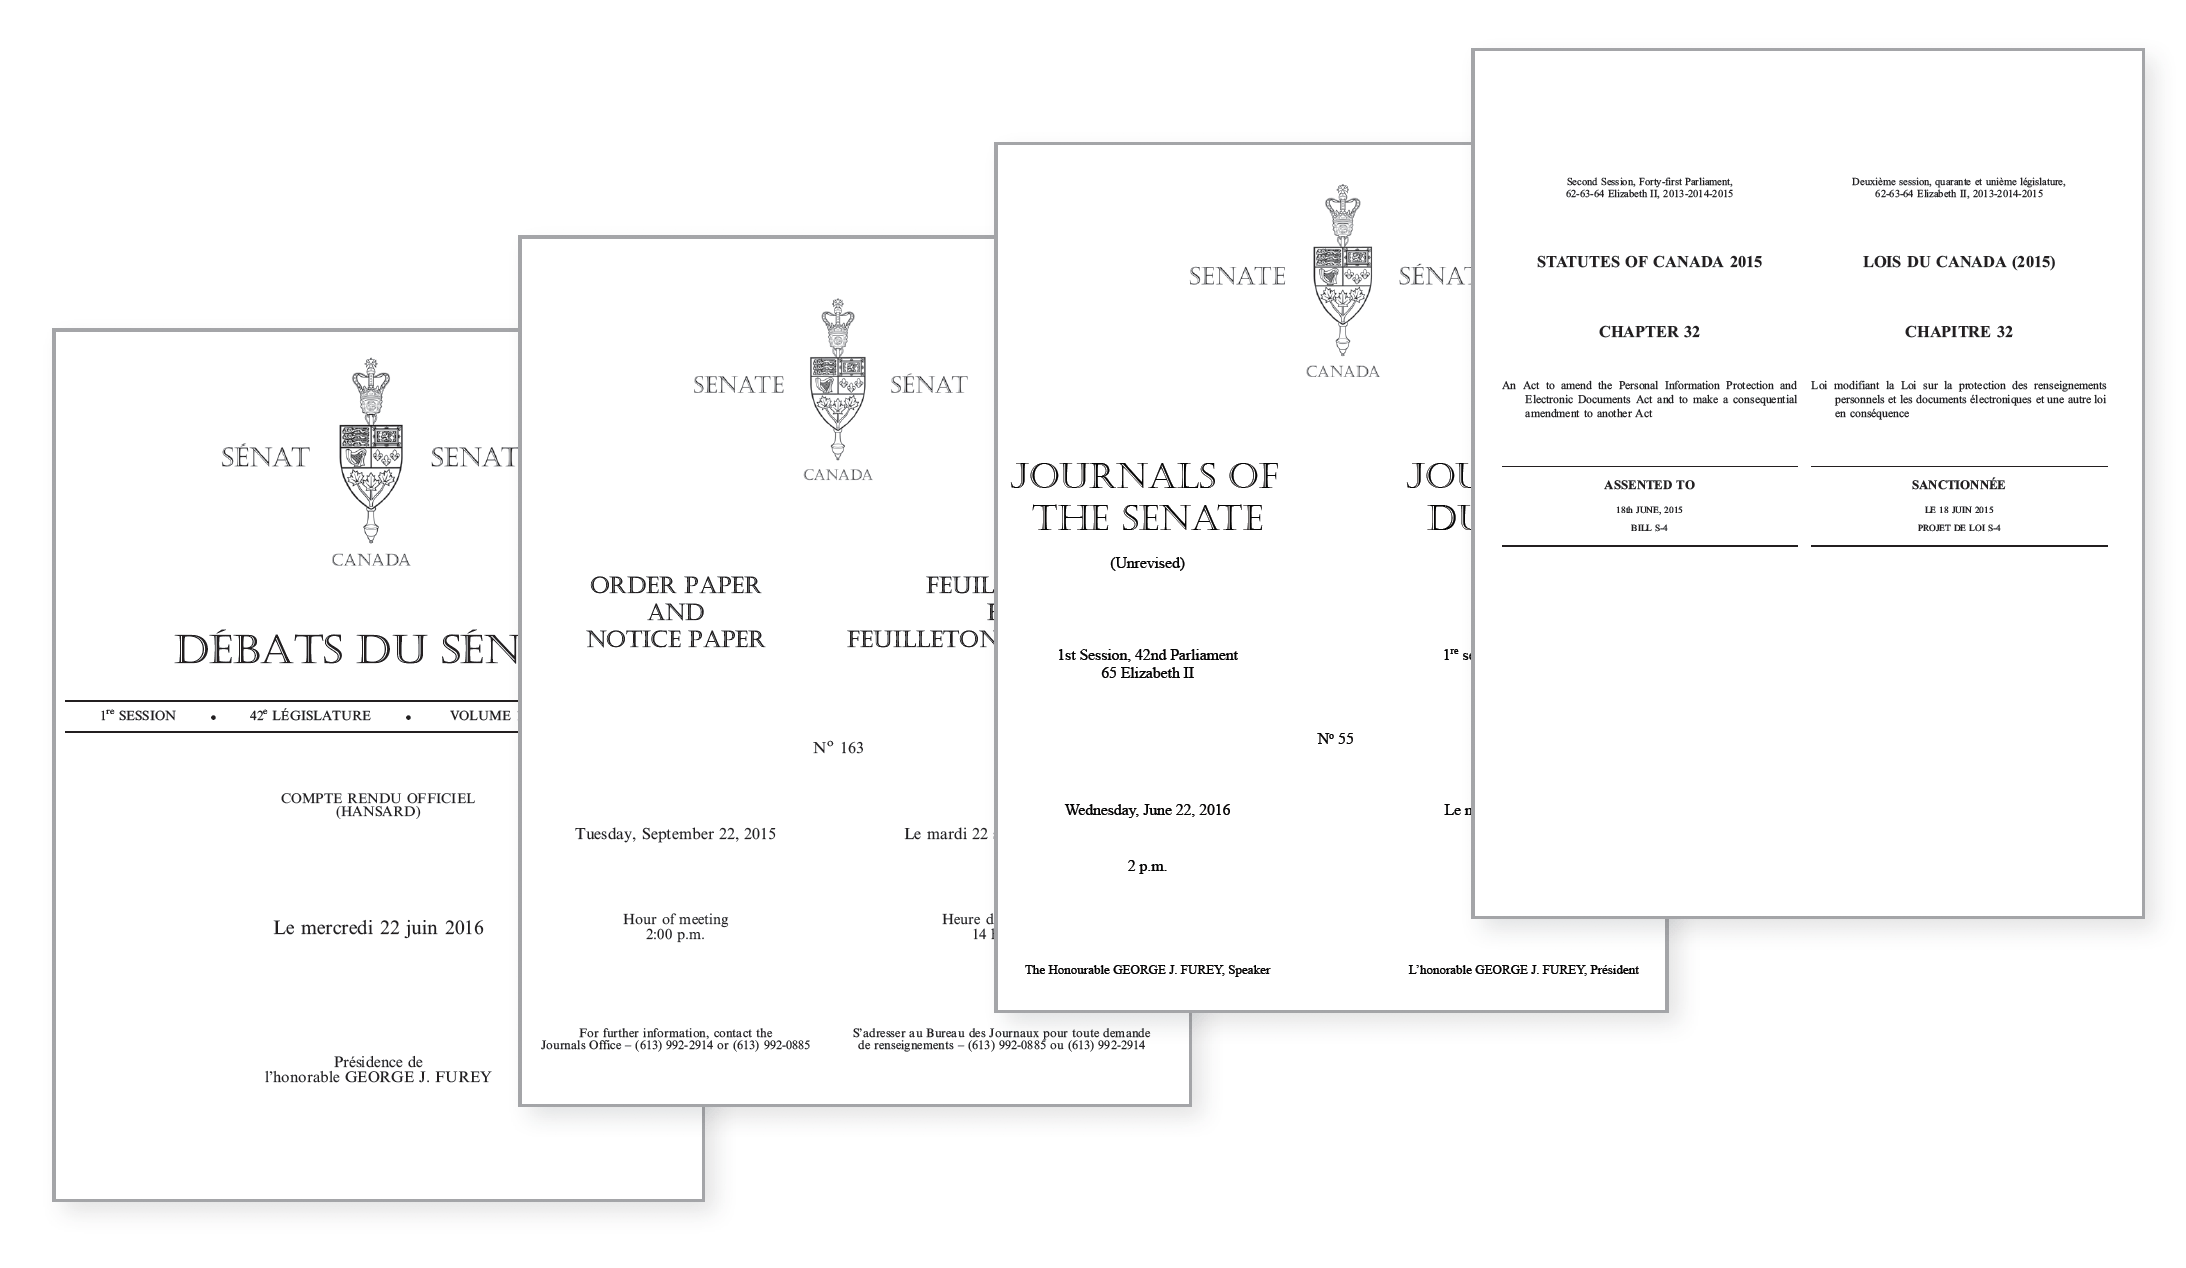 SÉNAT
SENAT
CANADA
DÉBATS DU SÉN
1re SESSION • 42e LÉGISLATURE • VOLUME
COMPTE RENDU OFFICIEL
(HANSARD)
Le mercredi 22 juin 2016
Présidence de
l'honorable GEORGE J. FUREY
SENATE
SÉNAT
CANADA
ORDER PAPER
AND
NOTICE PAPER
FEUIL
FEUILLETON
No 163
Tuesday, September 22, 2015
Le mardi 22
Hour of meeting
2:00 p.m.
Heure d
14
For further information, contact the
Journals Office – (613) 992-2914 or (613) 992-0885
S'adresser au Bureau des Journaux pour toute demande
de renseignements – (613) 992-0885 ou (613) 992-2914
SENATE
SÉNAT
CANADA
JOURNALS OF
THE SENATE
(Unrevised)
JOU
DU
1st Session, 42nd Parliament
65 Elizabeth II
1re se
No 55
Wednesday, June 22, 2016
Le
2 p.m.
The Honourable GEORGE J. FUREY, Speaker
L'honorable GEORGE J. FUREY, Président
Second Session, Forty-first Parliament,
62-63-64 Elizabeth II, 2013-2014-2015
STATUTES OF CANADA 2015
CHAPTER 32
An Act to amend the Personal Information Protection and
Electronic Documents Act and to make a consequential
amendment to another Act
ASSENTED TO
18th JUNE, 2015
BILL S-4
Deuxième session, quarante et unième législature,
62-63-64 Elizabeth II, 2013-2014-2015
LOIS DU CANADA (2015)
CHAPITRE 32
Loi modifiant la Loi sur la protection des renseignements
personnels et les documents électroniques et une autre loi
en conséquence
SANCTIONNÉE
LE 18 JUIN 2015
PROJET DE LOI S-4